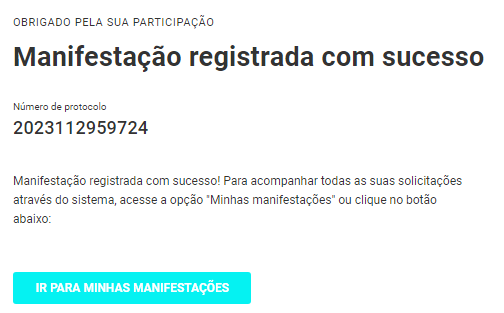 OBRIGADO PELA SUA PARTICIPAÇÃO
Manifestação registrada com sucesso
Número de protocolo
2023112959724
Manifestação registrada com sucesso! Para acompanhar todas as suas solicitações
através do sistema, acesse a opção "Minhas manifestações" ou clique no botão
abaixo:
IR PARA MINHAS MANIFESTAÇÕES